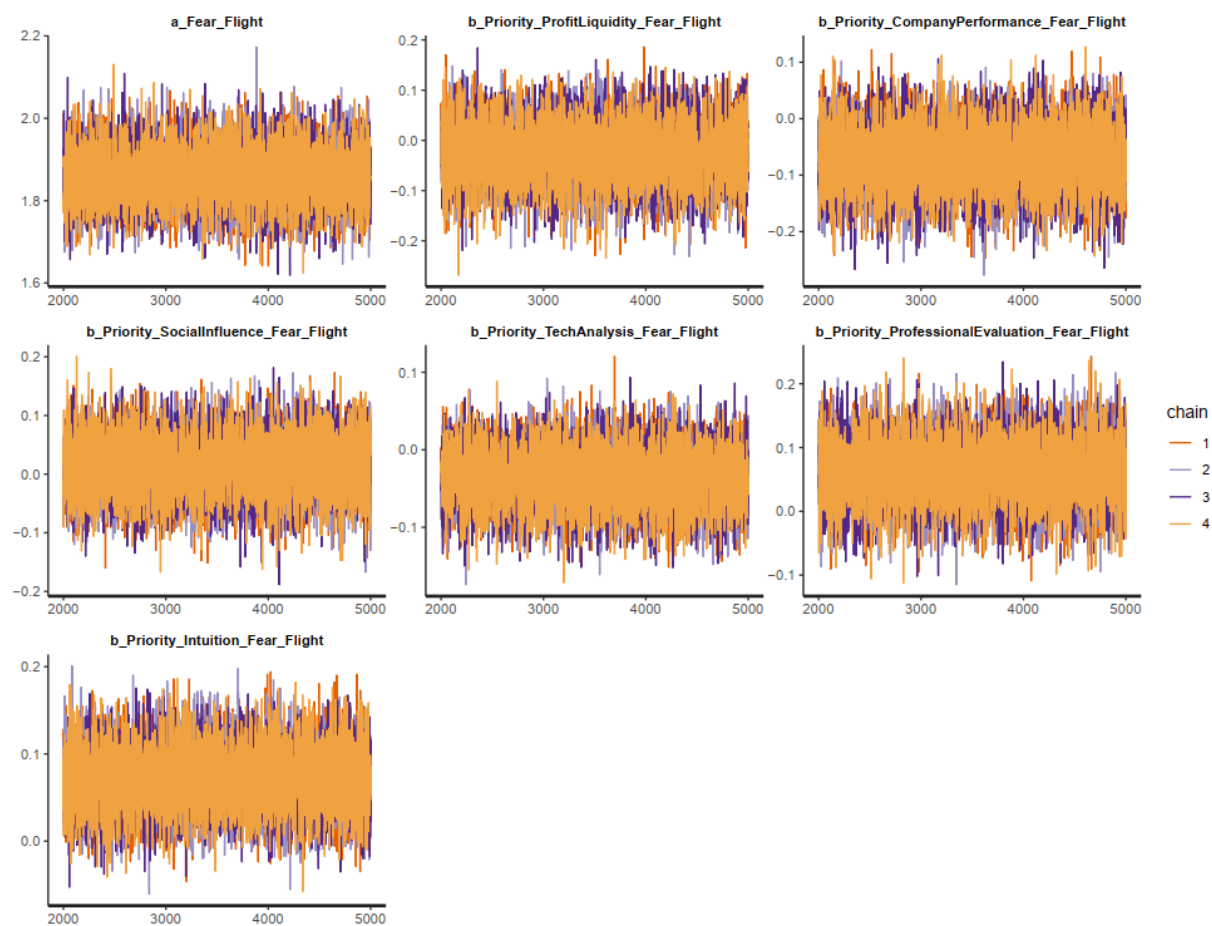 a_Fear_Flight
b_Priority_ProfitLiquidity_Fear_Flight
b_Priority_CompanyPerformance_Fear_Flight
2.2
2.0
1.8
1.6
2000 3000 4000 5000
0.2
0.1
0.0
−0.1
−0.2
2000 3000 4000 5000
0.1
0.0
−0.1
−0.2
2000 3000 4000 5000
b_Priority_SocialInfluence_Fear_Flight
b_Priority_TechAnalysis_Fear_Flight
b_Priority_ProfessionalEvaluation_Fear_Flight
0.2
0.1
0.0
−0.1
−0.2
2000 3000 4000 5000
0.1
0.0
−0.1
2000 3000 4000 5000
0.2
0.1
0.0
−0.1
2000 3000 4000 5000
b_Priority_Intuition_Fear_Flight
0.2
0.1
0.0
2000 3000 4000 5000
chain
1
2
3
4